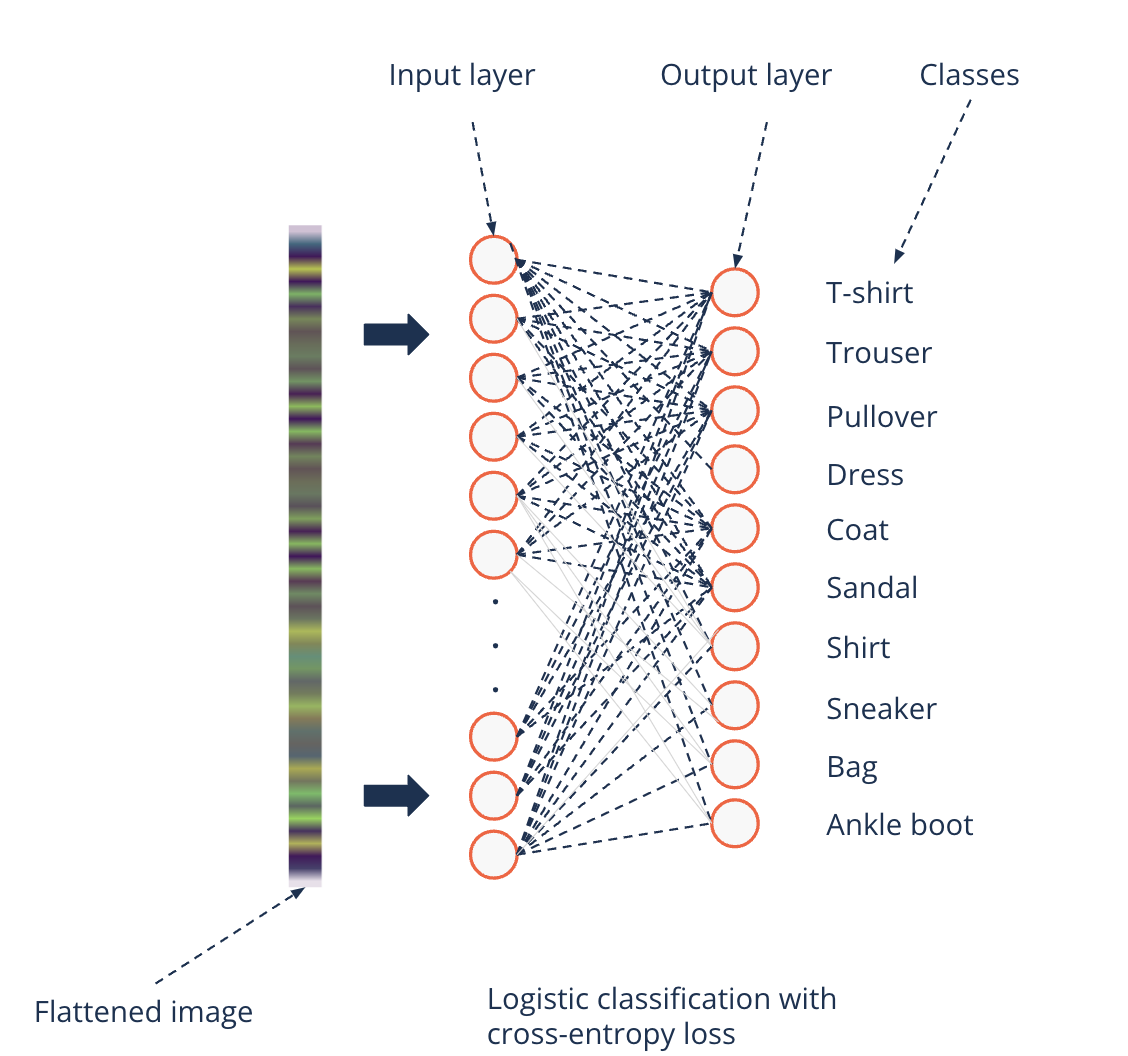 Input layer
Output layer
Classes
T-shirt
Trouser
Pullover
Dress
Coat
Sandal
Shirt
Sneaker
Bag
Ankle boot
Flattened image
Logistic classification with
cross-entropy loss